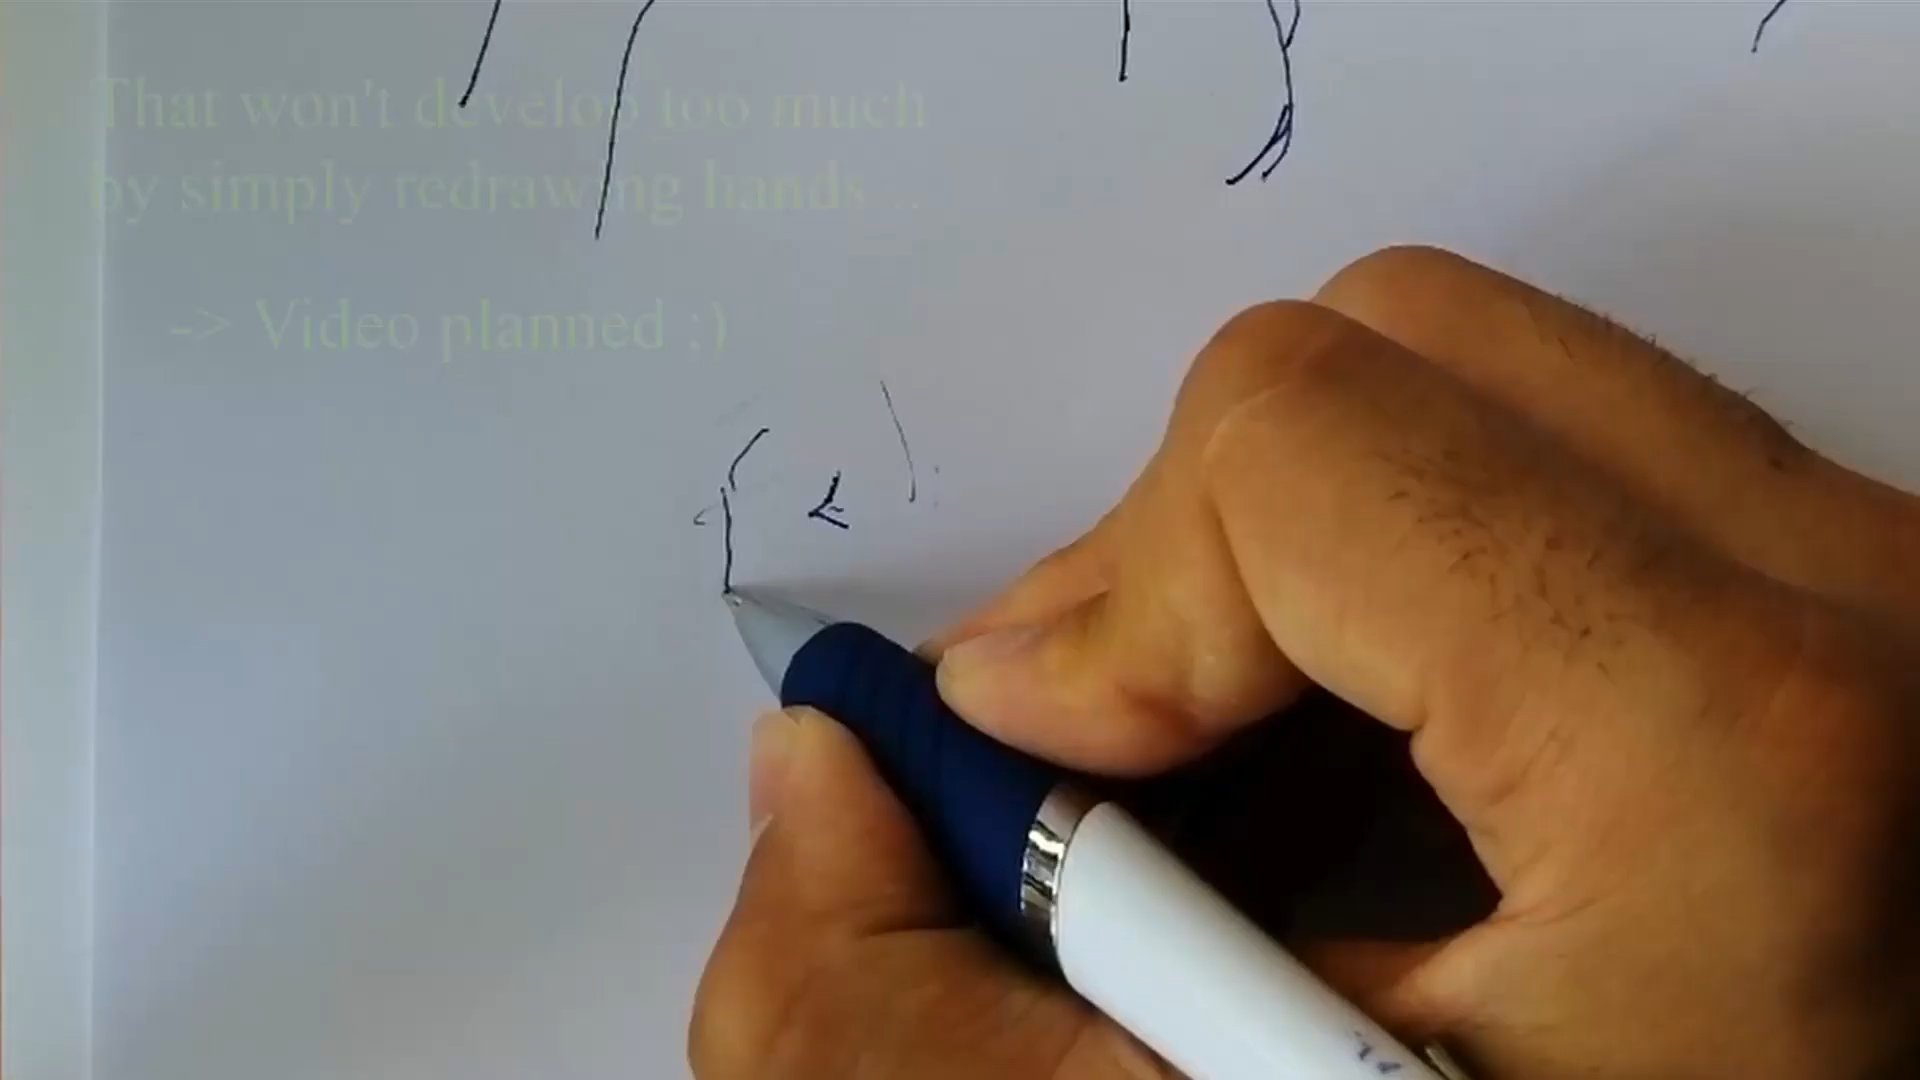 That won't develop too much
by simply redrawing hands...
-> Video planned ;)